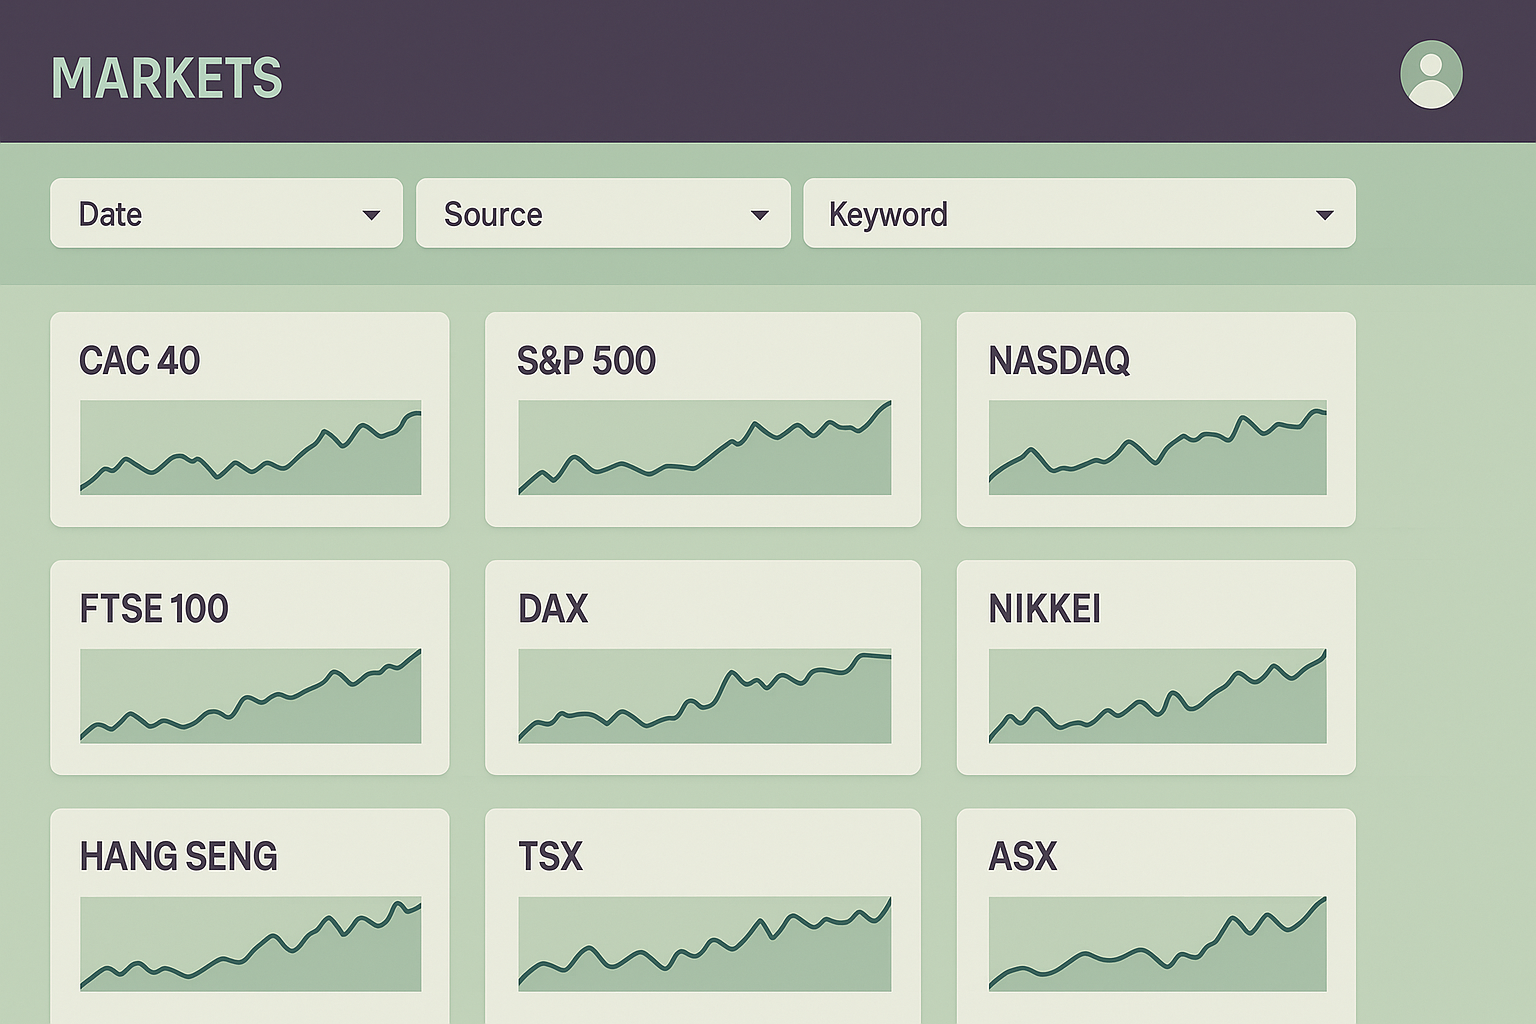 MARKETS
Date
Source
Keyword
CAC 40
S&P 500
NASDAQ
FTSE 100
DAX
NIKKEI
HANG SENG
TSX
ASX